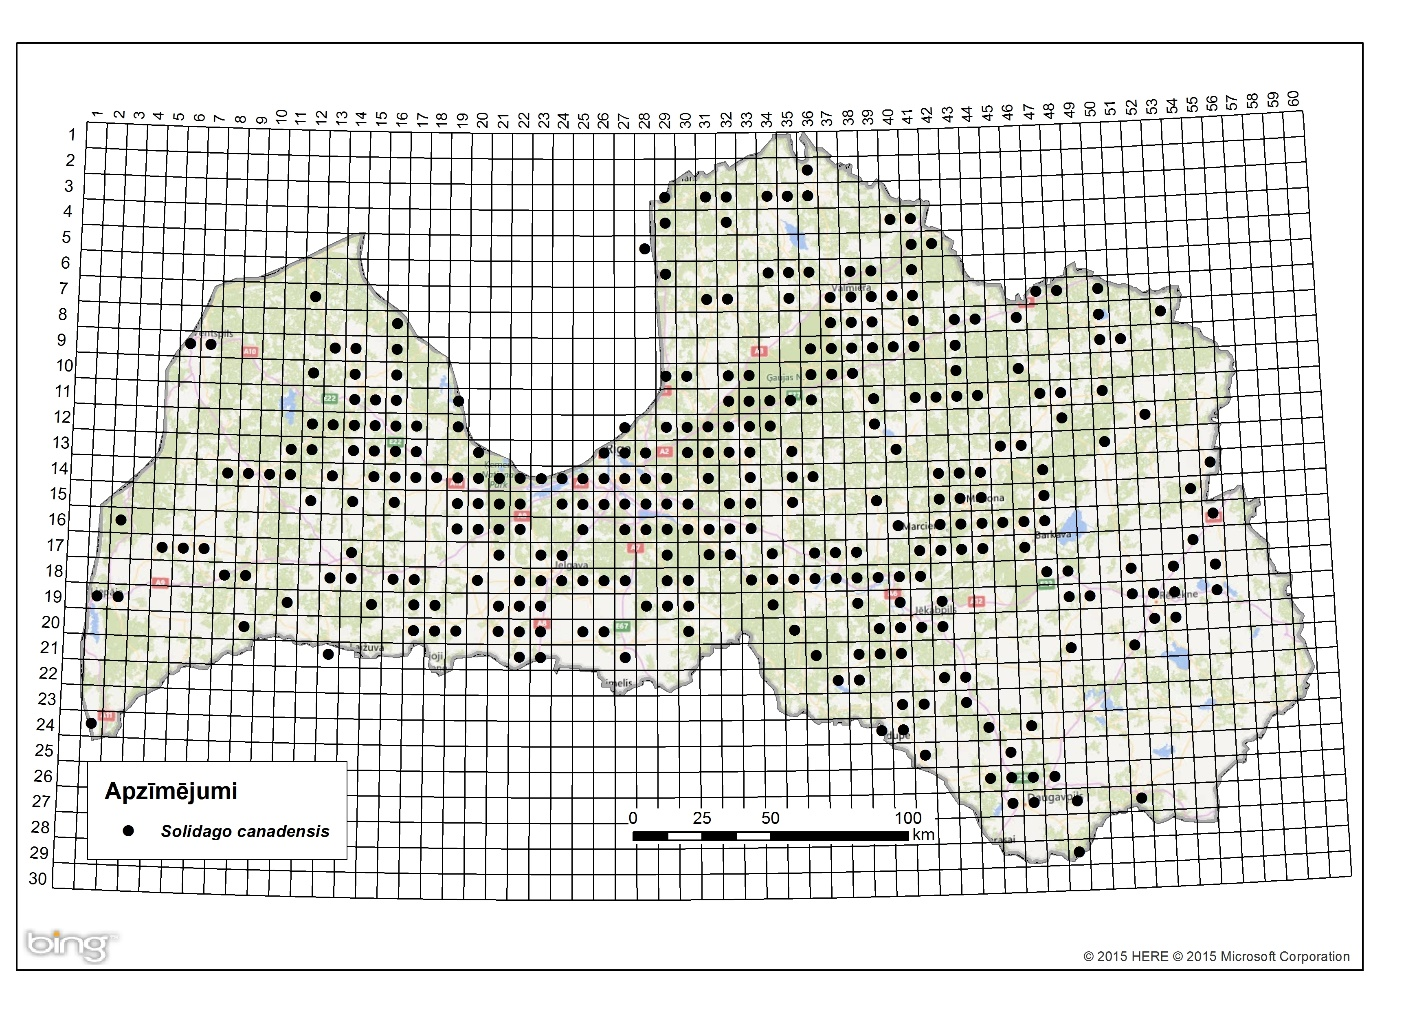 1 2 3 4 5 6 7 8 9 10 11 12 13 14 15 16 17 18 19 20 21 22 23 24 25 26 27 28 29 30 31 32 33 34 35 36 37 38 39 40 41 42 43 44 45 46 47 48 49 50 51 52 53 54 55 56 57 58 59 60
1
2
3
4
5
6
7
8
9
10
11
12
13
14
15
16
17
18
19
20
21
22
23
24
25
26
27
28
29
30
Valmiera
A10
A2
Jelgava
Jēkabpils
Barkava
E67
Apzīmējumi
Solidago canadensis
0 25 50 100
km
bing
© 2015 HERE © 2015 Microsoft Corporation